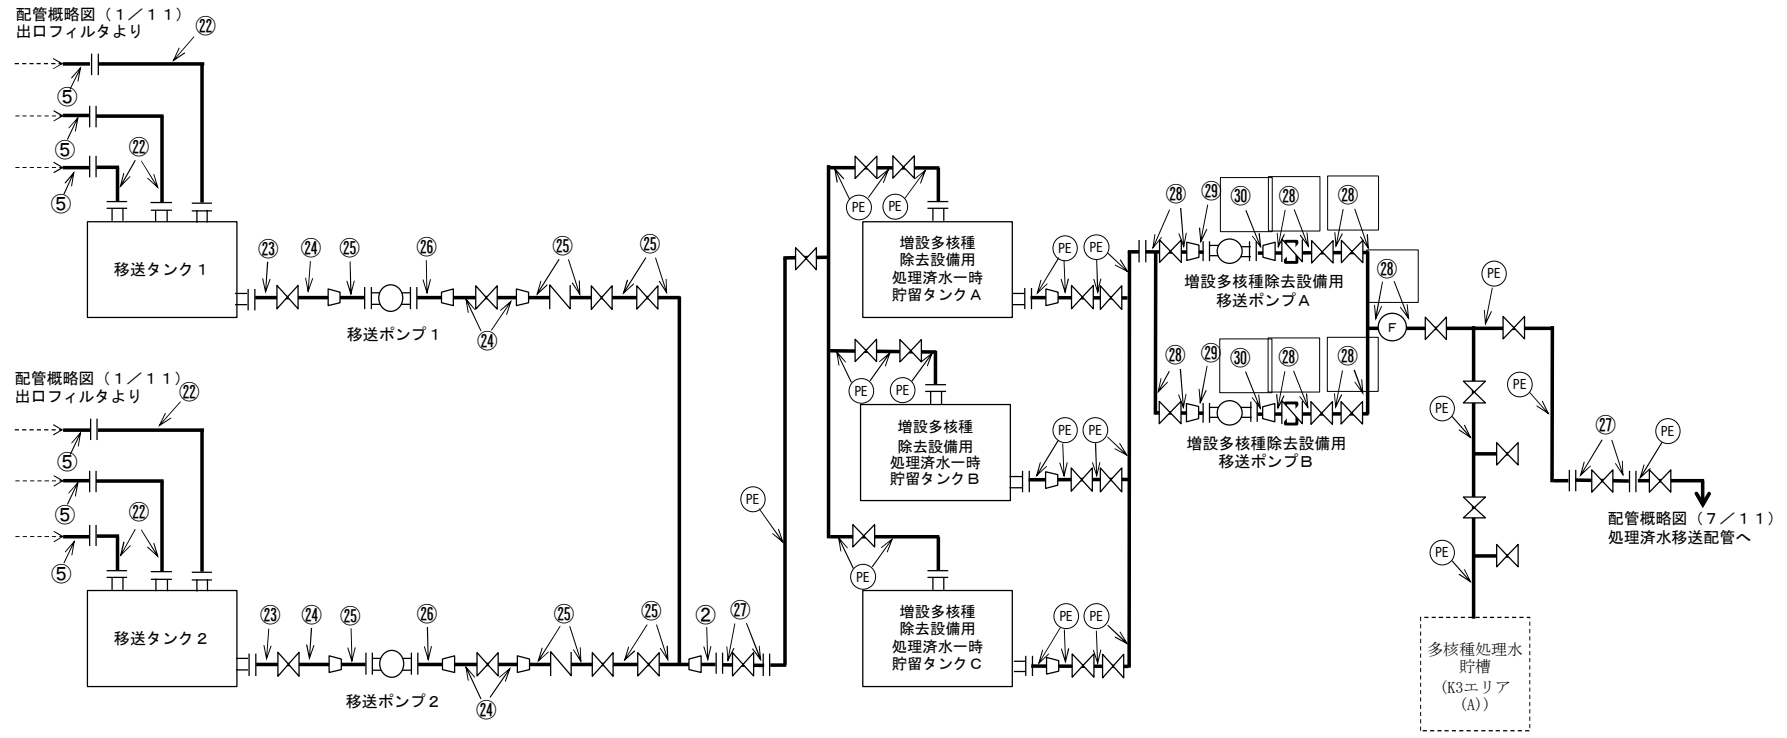 配管概略図（１／１１）
出口フィルタより
㉒
⑤
⑤
㉒
⑤
移送タンク１
㉓
㉔
㉕
㉖
㉕
㉕
移送ポンプ１
㉔
配管概略図（１／１１）
出口フィルタより
㉒
⑤
⑤
㉒
⑤
移送タンク２
㉓
㉔
㉕
㉖
㉕
㉕
②
㉗
移送ポンプ２
㉔
PE
PE
PE
増設多核種
除去設備用
処理済水一時
貯留タンクＡ
PE
PE
PE
PE
増設多核種
除去設備用
処理済水一時
貯留タンクＢ
PE
PE
PE
増設多核種
除去設備用
処理済水一時
貯留タンクＣ
PE
PE
㉘
㉙
㉚
㉘
㉘
増設多核種除去設備用
移送ポンプＡ
㉘
F
㉘
㉙
㉚
㉘
㉘
増設多核種除去設備用
移送ポンプＢ
PE
PE
PE
㉗
PE
PE
配管概略図（７／１１）
処理済水移送配管へ
多核種処理水
貯槽
(K3エリア
(A))